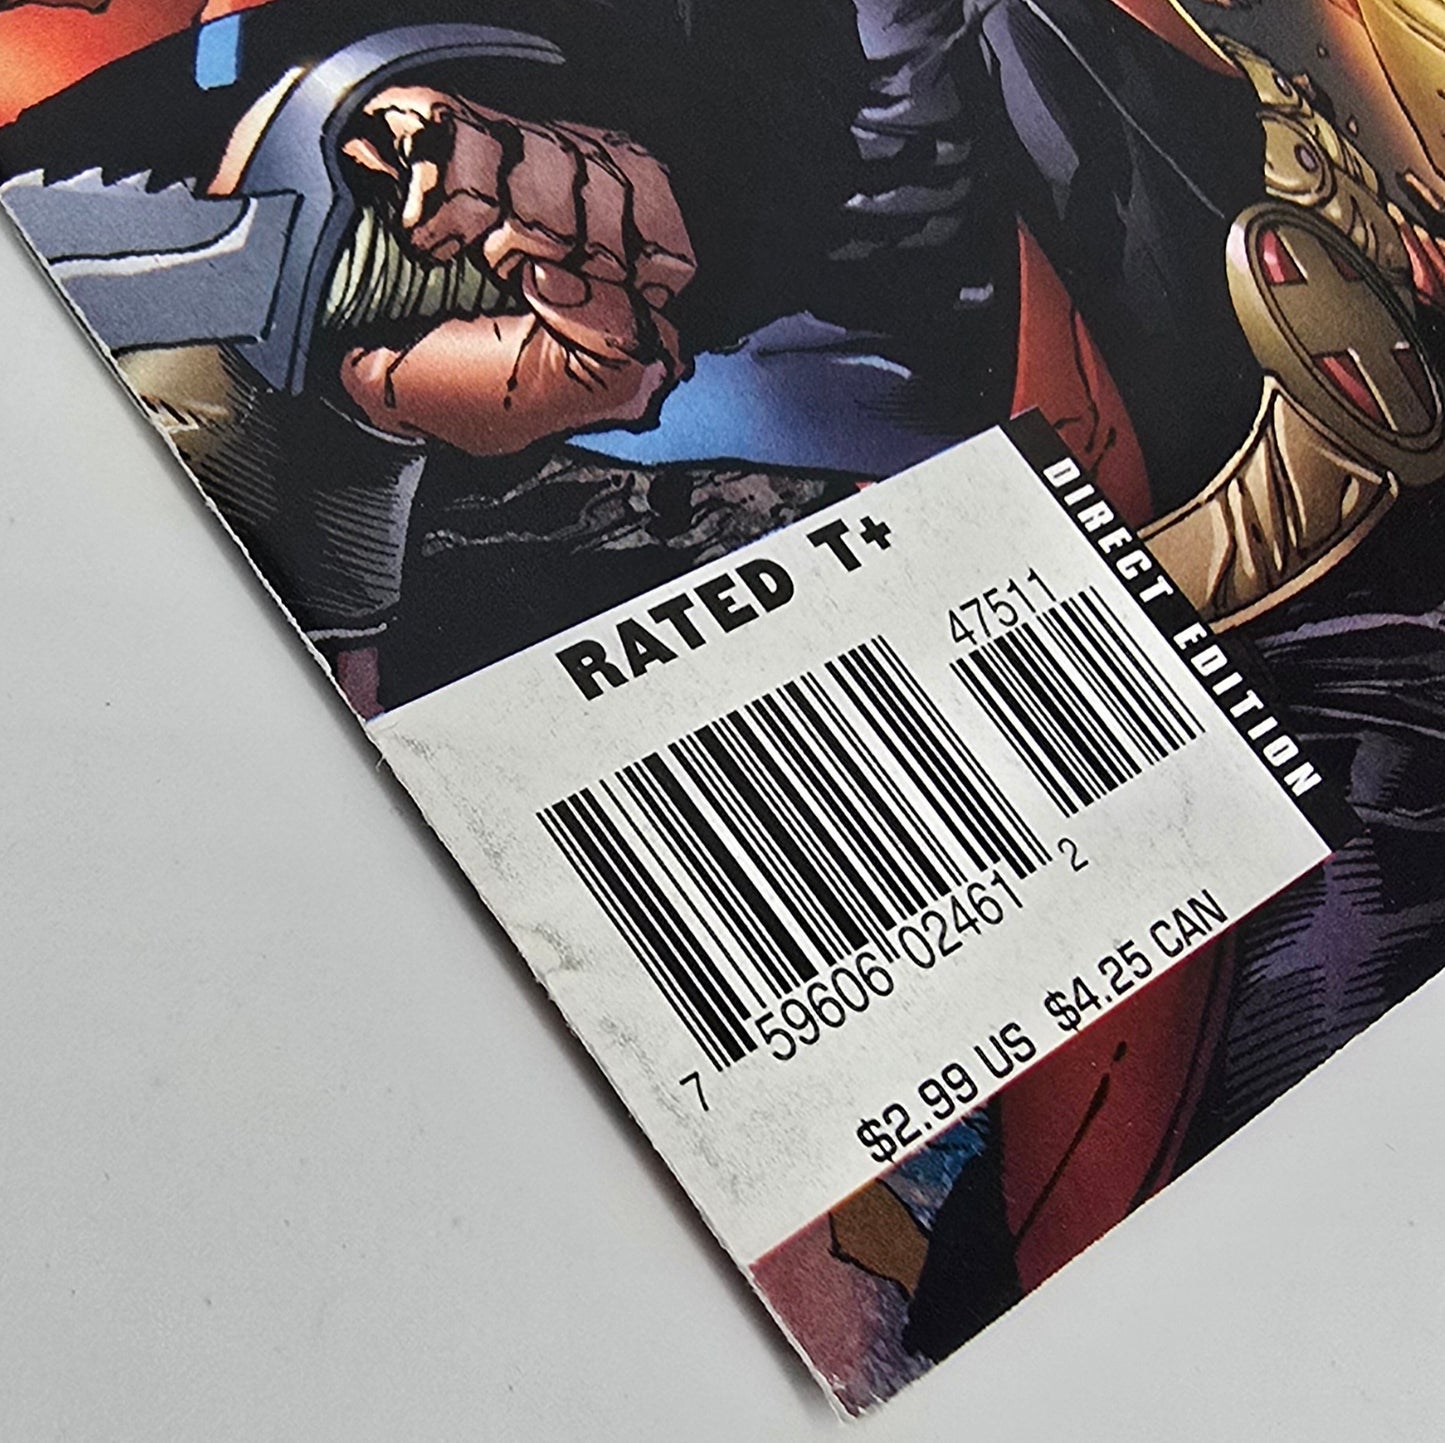 RATED T+
DIRECT EDITION
47511
7 59606 02461 2
$2.99 US $4.25 CAN